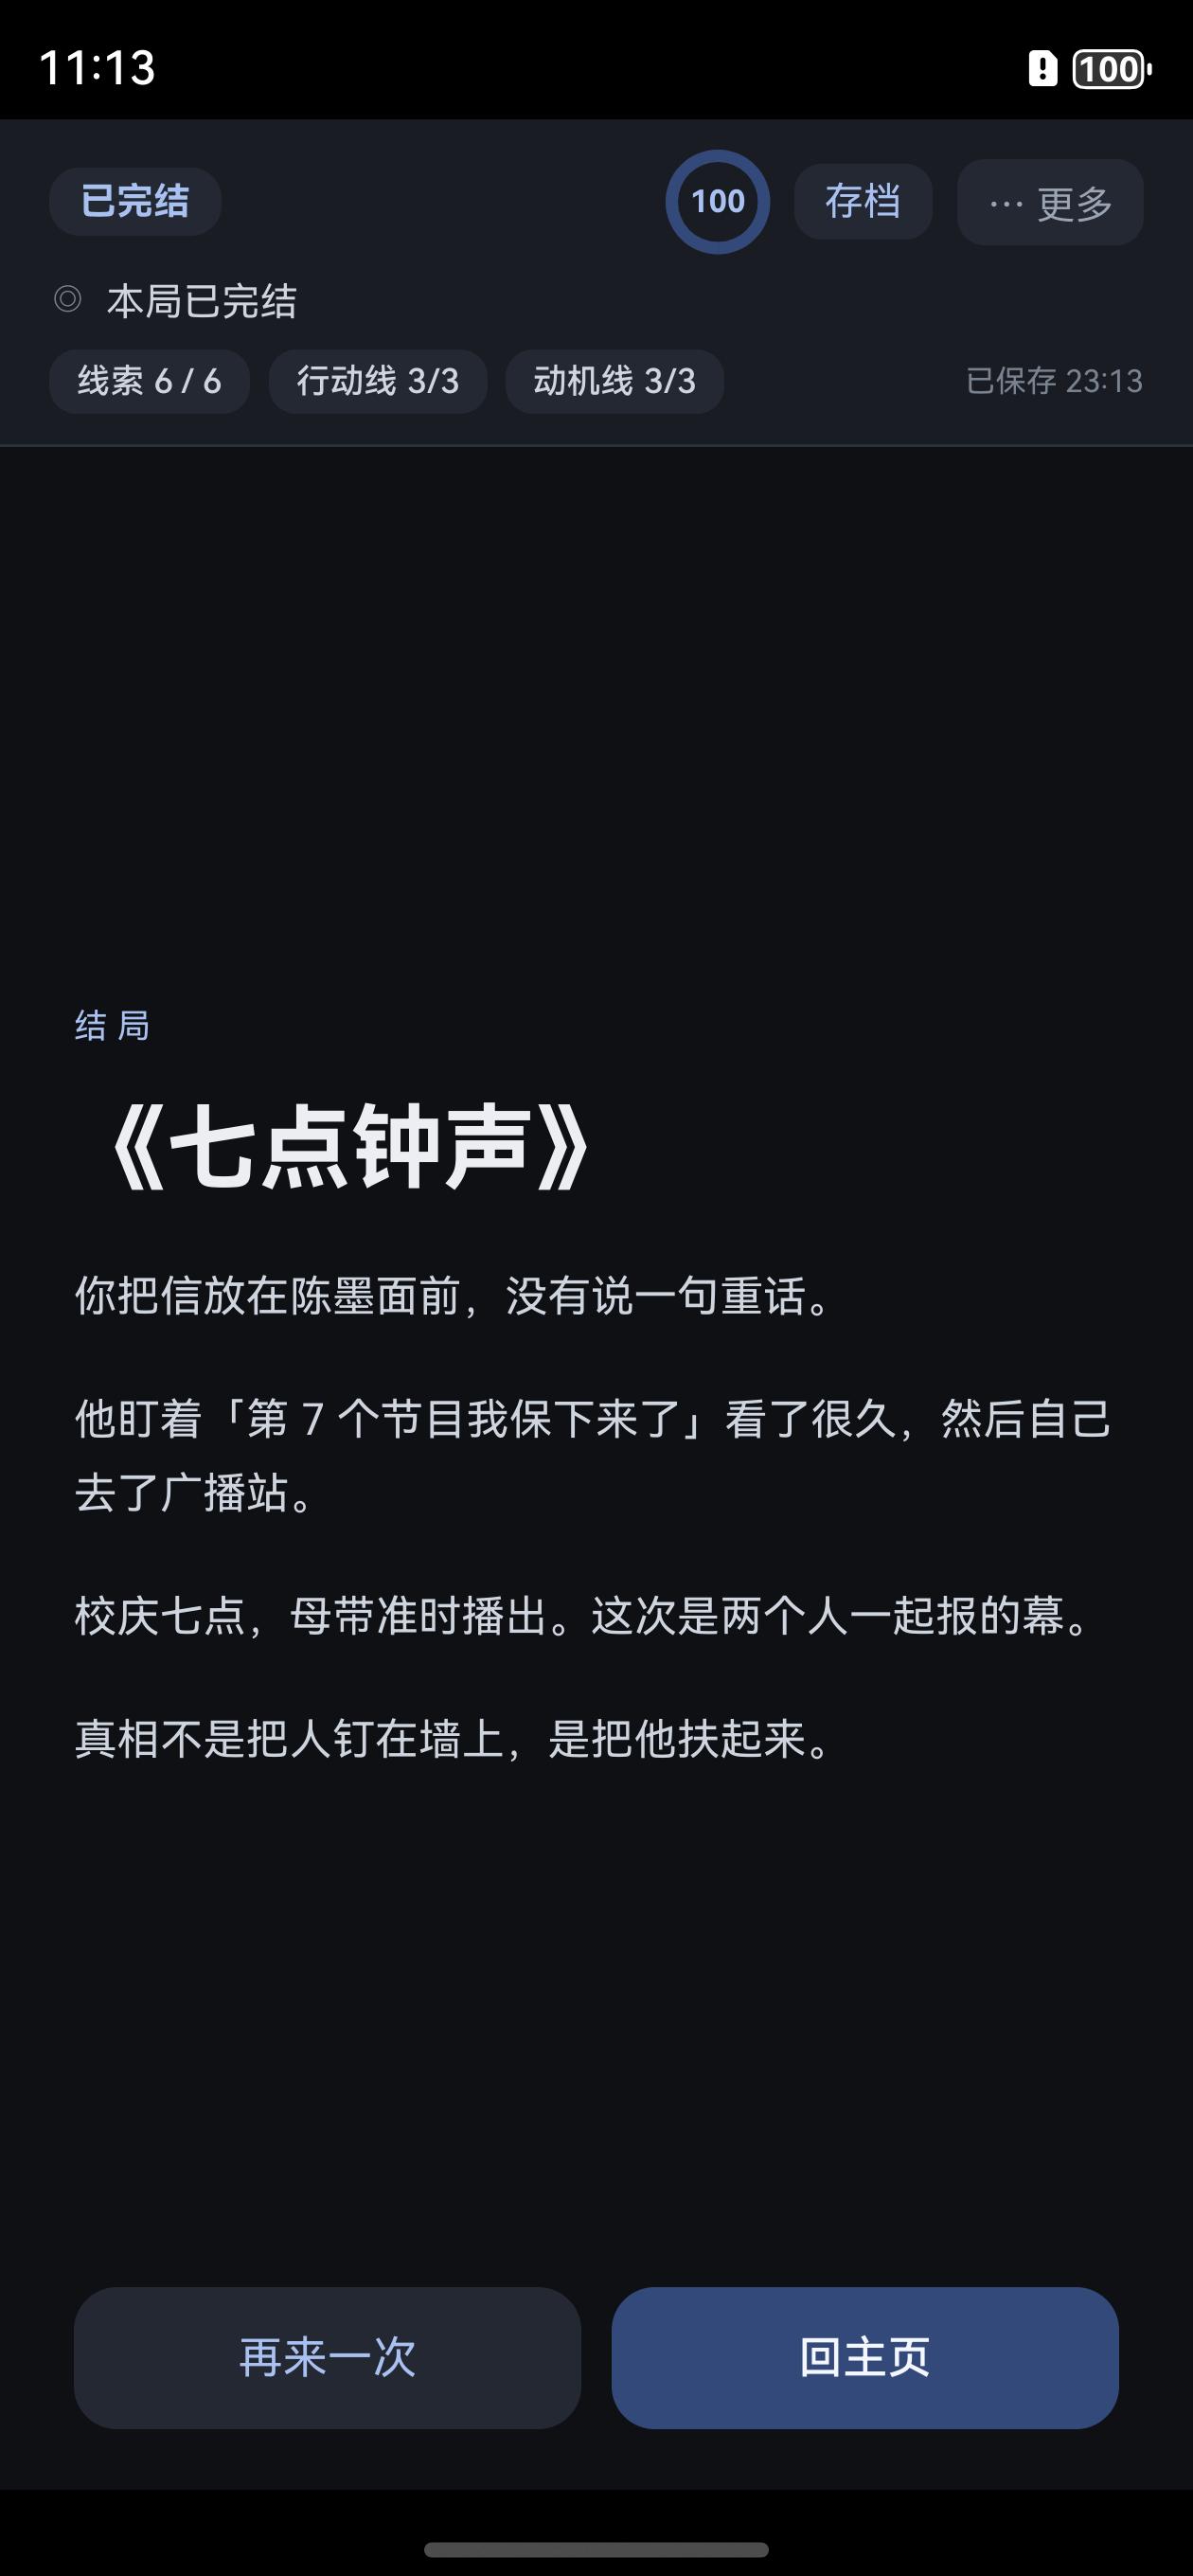 11:13
100
已完结
100
存档
··· 更多
◎ 本局已完结
线索 6 / 6
行动线 3/3
动机线 3/3
已保存 23:13
结局
《七点钟声》
你把信放在陈墨面前，没有说一句重话。
他盯着「第 7 个节目我保下来了」看了很久，然后自己
去了广播站。
校庆七点，母带准时播出。这次是两个人一起报的幕。
真相不是把人钉在墙上，是把他扶起来。
再来一次
回主页